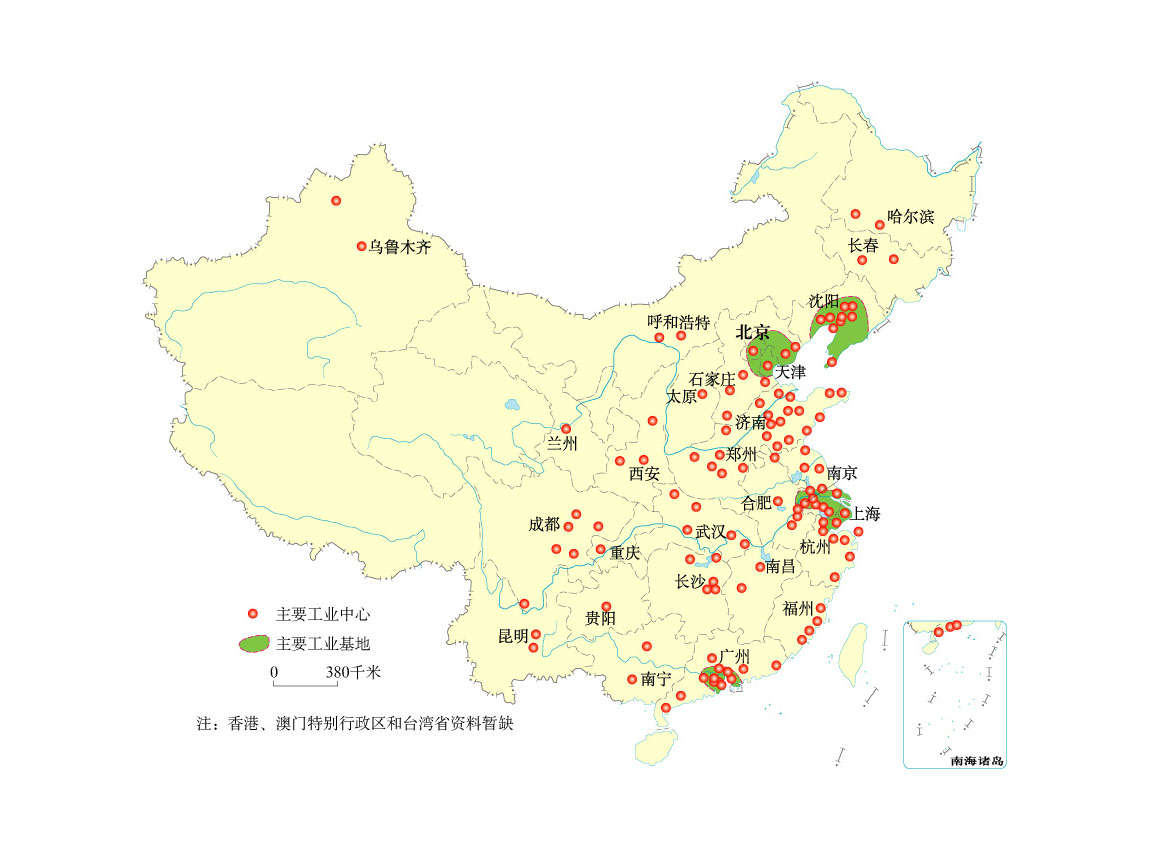 哈尔滨
长春
乌鲁木齐
沈阳
呼和浩特
北京
天津
石家庄
太原
济南
兰州
郑州
西安
南京
合肥
上海
成都
武汉
杭州
重庆
南昌
长沙
福州
贵阳
昆明
广州
南宁
主要工业中心
主要工业基地
0 380千米
注：香港、澳门特别行政区和台湾省资料暂缺
南海诸岛